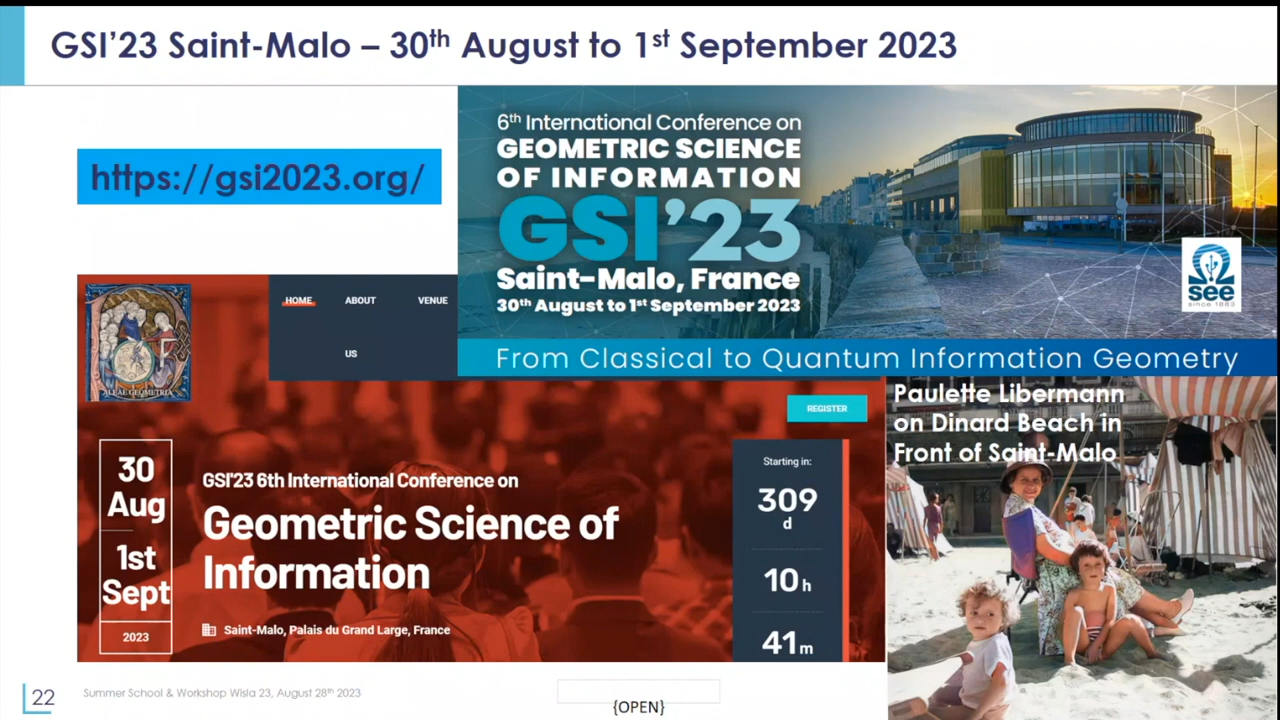 GSI'23 Saint-Malo – 30th August to 1st September 2023
https://gsi2023.org/
6th International Conference on
GEOMETRIC SCIENCE
OF INFORMATION
GSI'23
Saint-Malo, France
30th August to 1st September 2023
see
since 1883
From Classical to Quantum Information Geometry
HOME
ABOUT
US
VENUE
ALEAE GEOMETRIA
REGISTER
30
Aug
1st
Sept
2023
GSI'23 6th International Conference on
Geometric Science of
Information
Saint-Malo, Palais du Grand Large, France
Starting in:
309
d
10 h
41 m
Paulette Libermann
on Dinard Beach in
Front of Saint-Malo
22
Summer School & Workshop Wisla 23, August 28th 2023
{OPEN}